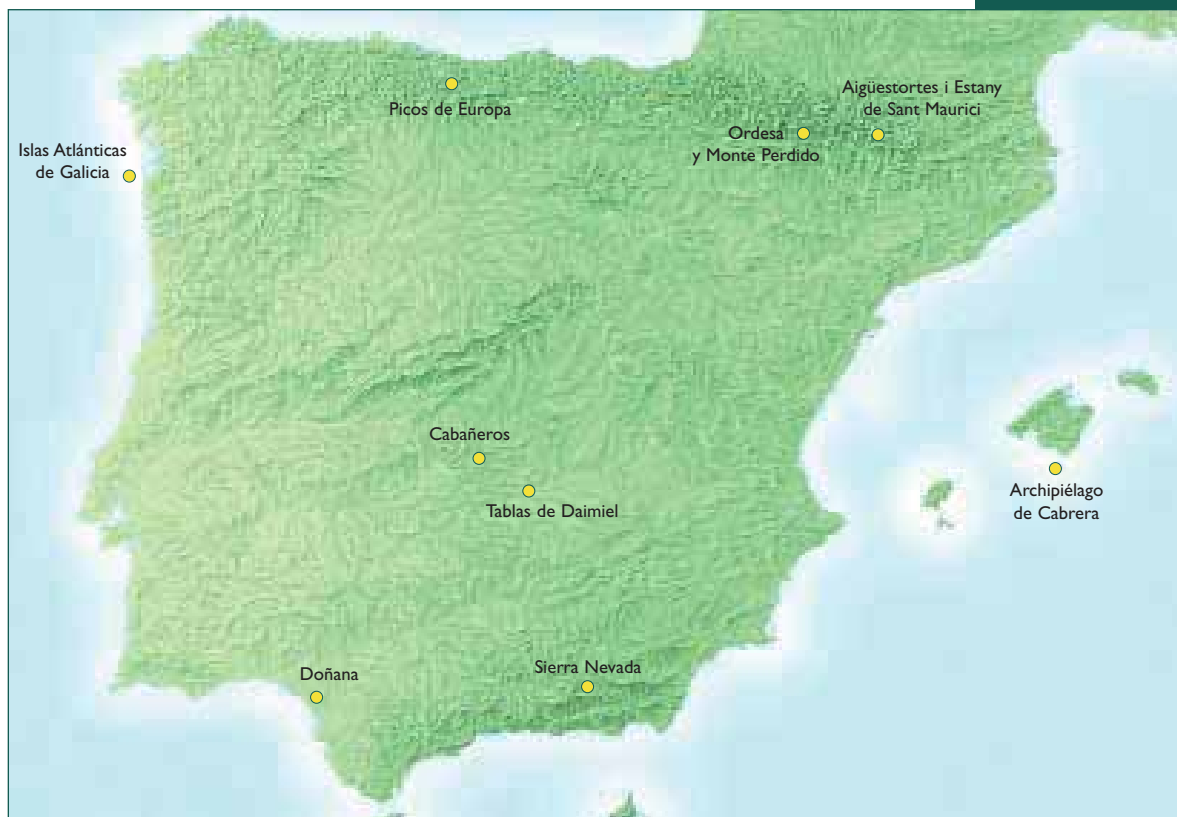 Picos de Europa
Aigüestortes i Estany
de Sant Maurici
Ordesa
y Monte Perdido
Islas Atlánticas
de Galicia
Cabañeros
Tablas de Daimiel
Archipiélago
de Cabrera
Doñana
Sierra Nevada